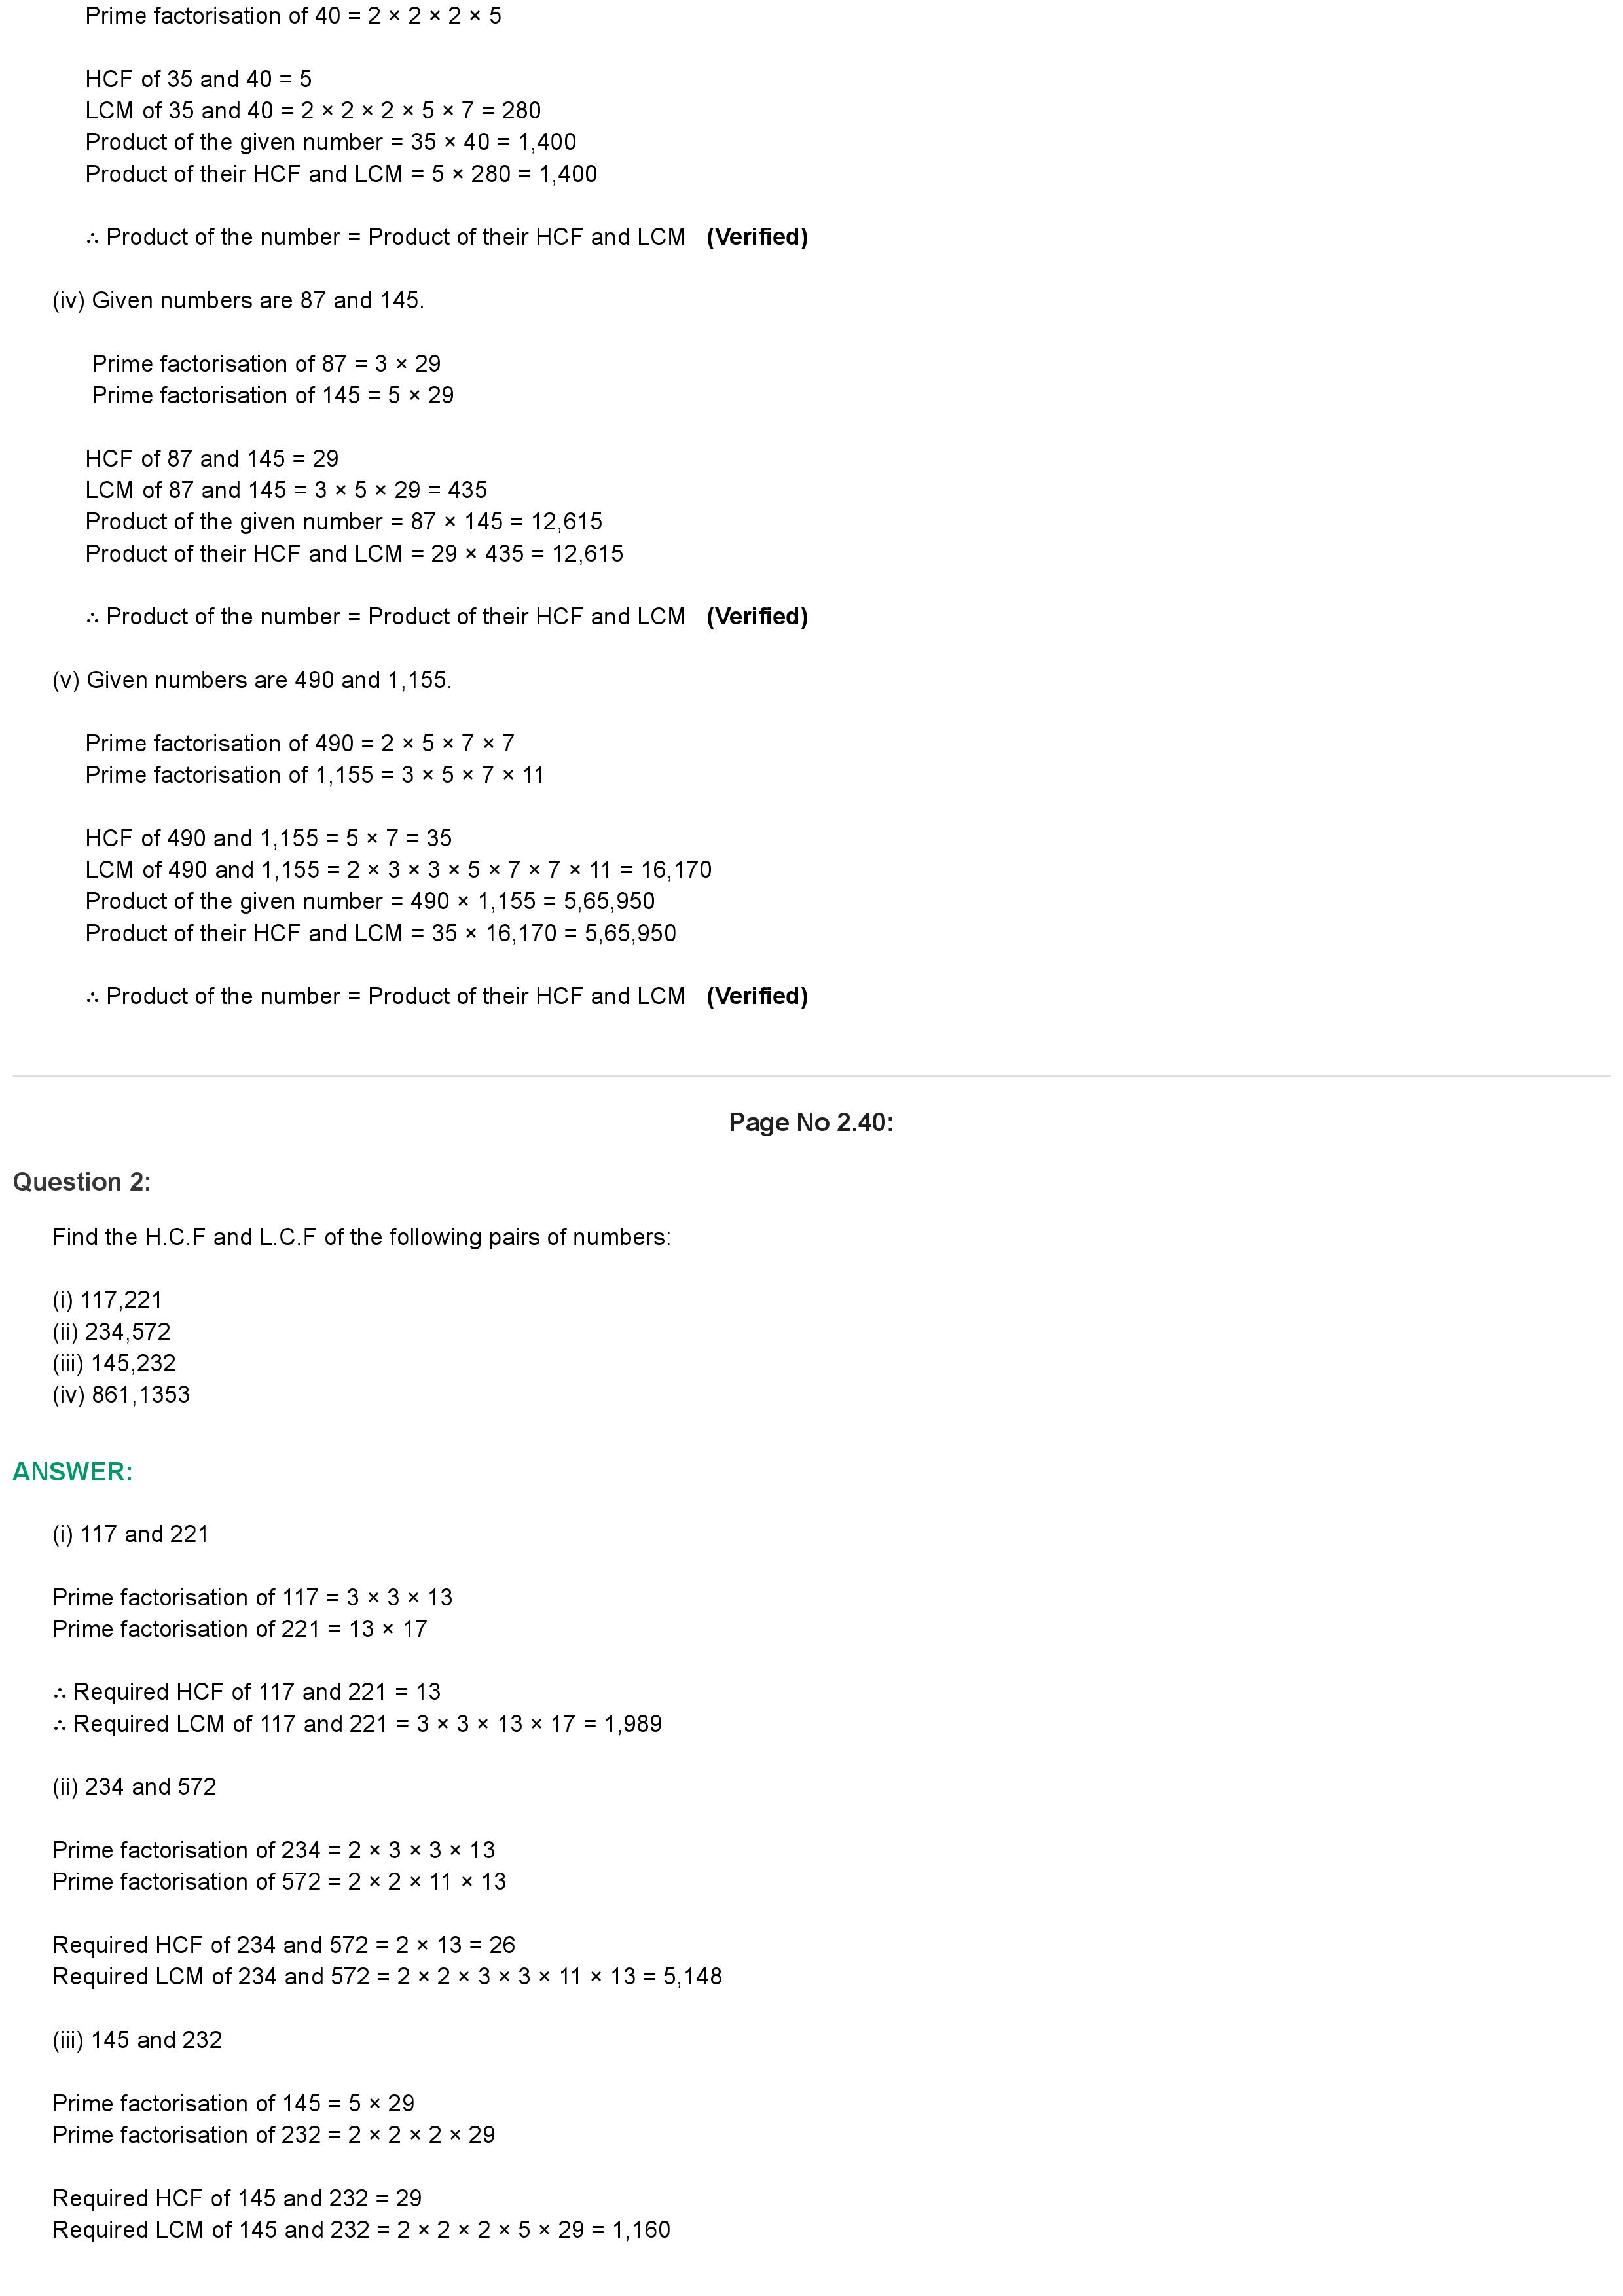 Prime factorisation of 40 = 2 × 2 × 2 × 5
HCF of 35 and 40 = 5
LCM of 35 and 40 = 2 × 2 × 2 × 5 × 7 = 280
Product of the given number = 35 × 40 = 1,400
Product of their HCF and LCM = 5 × 280 = 1,400
∴ Product of the number = Product of their HCF and LCM (Verified)
(iv) Given numbers are 87 and 145.
Prime factorisation of 87 = 3 × 29
Prime factorisation of 145 = 5 × 29
HCF of 87 and 145 = 29
LCM of 87 and 145 = 3 × 5 × 29 = 435
Product of the given number = 87 × 145 = 12,615
Product of their HCF and LCM = 29 × 435 = 12,615
∴ Product of the number = Product of their HCF and LCM (Verified)
(v) Given numbers are 490 and 1,155.
Prime factorisation of 490 = 2 × 5 × 7 × 7
Prime factorisation of 1,155 = 3 × 5 × 7 × 11
HCF of 490 and 1,155 = 5 × 7 = 35
LCM of 490 and 1,155 = 2 × 3 × 3 × 5 × 7 × 7 × 11 = 16,170
Product of the given number = 490 × 1,155 = 5,65,950
Product of their HCF and LCM = 35 × 16,170 = 5,65,950
∴ Product of the number = Product of their HCF and LCM (Verified)
Page No 2.40:
Question 2:
Find the H.C.F and L.C.F of the following pairs of numbers:
(i) 117,221
(ii) 234,572
(iii) 145,232
(iv) 861,1353
ANSWER:
(i) 117 and 221
Prime factorisation of 117 = 3 × 3 × 13
Prime factorisation of 221 = 13 × 17
∴ Required HCF of 117 and 221 = 13
∴ Required LCM of 117 and 221 = 3 × 3 × 13 × 17 = 1,989
(ii) 234 and 572
Prime factorisation of 234 = 2 × 3 × 3 × 13
Prime factorisation of 572 = 2 × 2 × 11 × 13
Required HCF of 234 and 572 = 2 × 13 = 26
Required LCM of 234 and 572 = 2 × 2 × 3 × 3 × 11 × 13 = 5,148
(iii) 145 and 232
Prime factorisation of 145 = 5 × 29
Prime factorisation of 232 = 2 × 2 × 2 × 29
Required HCF of 145 and 232 = 29
Required LCM of 145 and 232 = 2 × 2 × 2 × 5 × 29 = 1,160